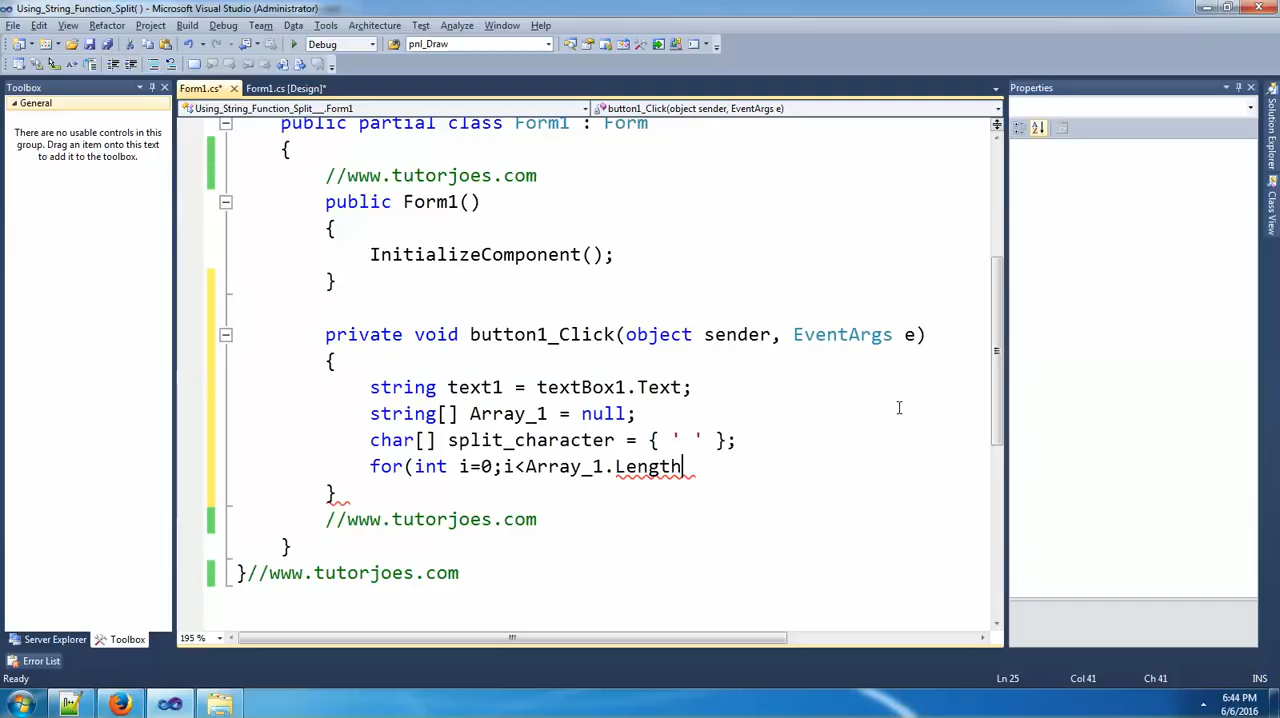 Using_String_Function_Split( ) - Microsoft Visual Studio (Administrator)
File Edit View Refactor Project Build Debug Team Data Tools Architecture Test Analyze Window Help
Debug pnl_Draw
Toolbox Form1.cs* Form1.cs [Design]* Properties
General
There are no usable controls in this
group. Drag an item onto this text
to add it to the toolbox.
Using_String_Function_Split__.Form1 button1_Click(object sender, EventArgs e)
public partial class Form1 : Form
{
//www.tutorjoes.com
public Form1()
{
InitializeComponent();
}
private void button1_Click(object sender, EventArgs e)
{
string text1 = textBox1.Text;
string[] Array_1 = null;
char[] split_character = { ' ' };
for(int i=0;i<Array_1.Length
}
//www.tutorjoes.com
}
}//www.tutorjoes.com
Solution Explorer
Class View
195 %
Server Explorer Toolbox
Error List
Ready Ln 25 Col 41 Ch 41 INS
6:44 PM
6/6/2016